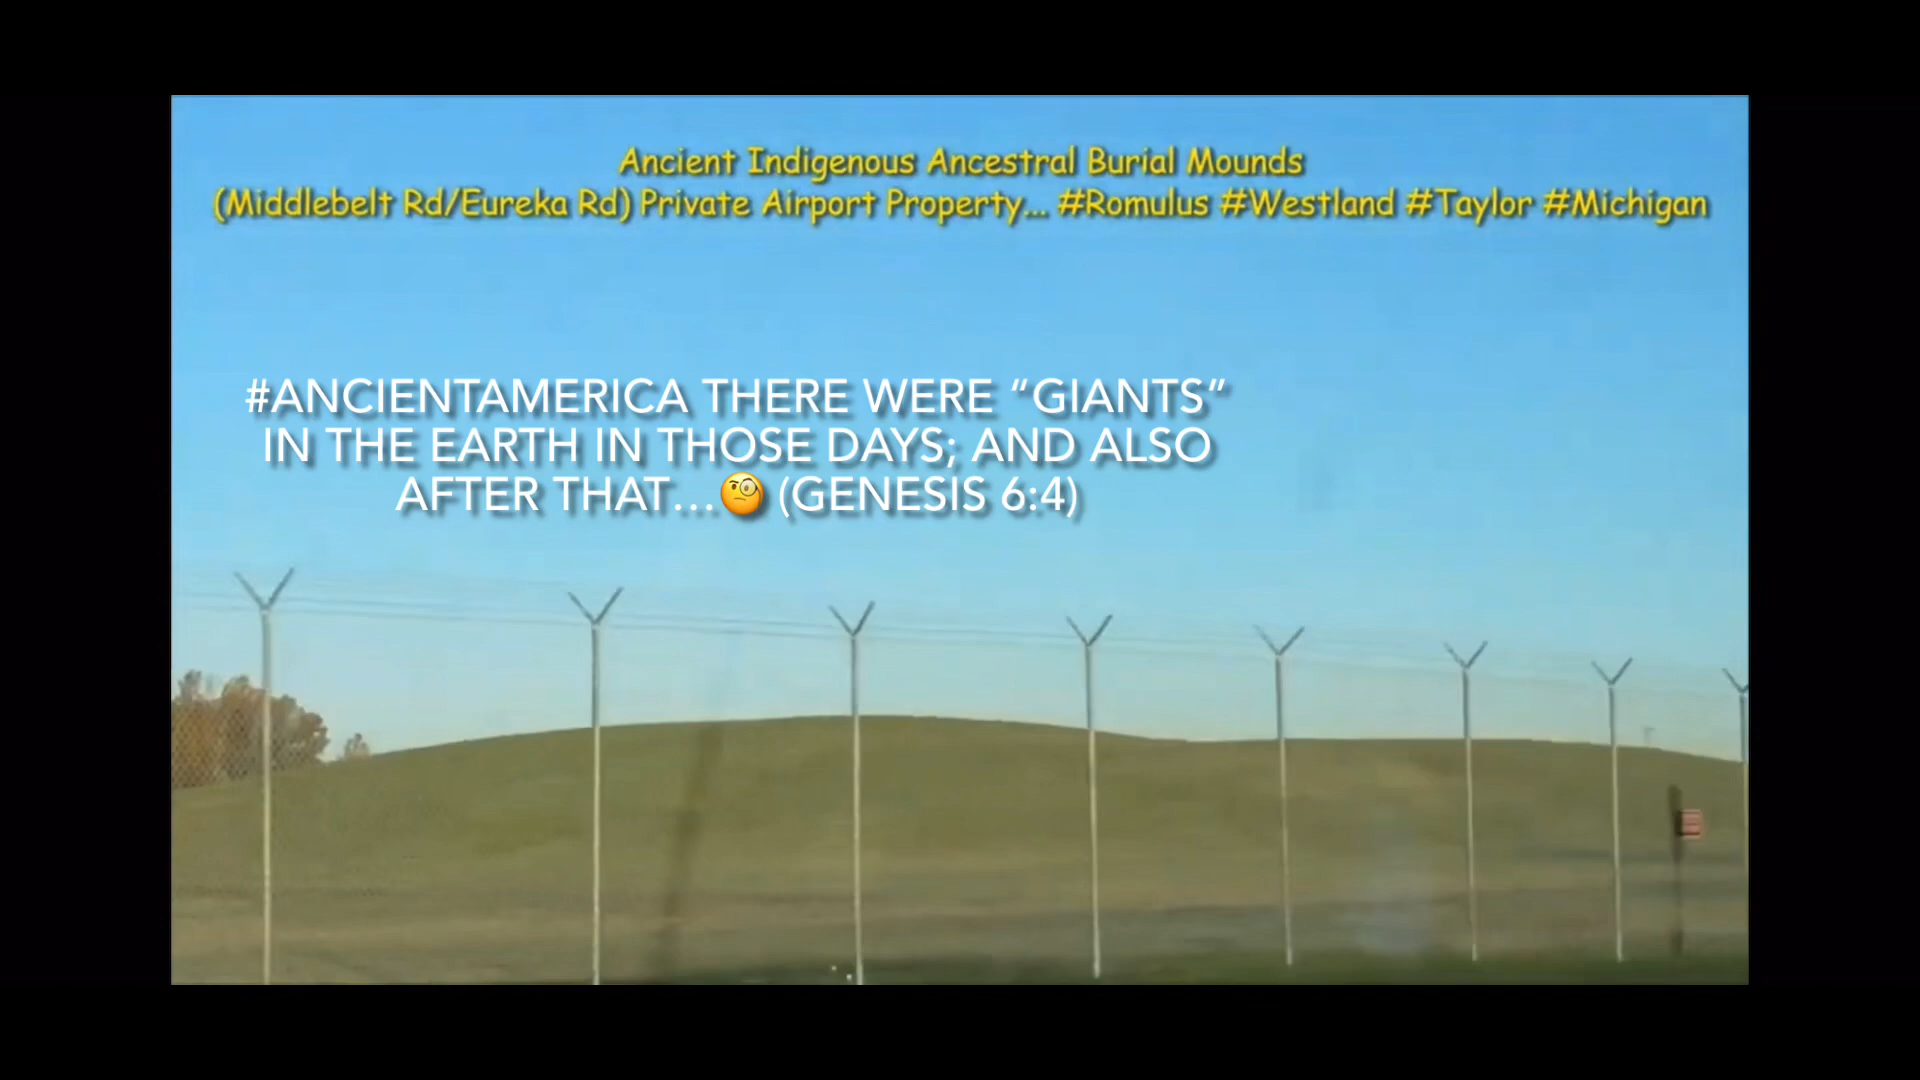 Ancient Indigenous Ancestral Burial Mounds
(Middlebelt Rd/Eureka Rd) Private Airport Property... #Romulus #Westland #Taylor #Michigan
#ANCIENTAMERICA THERE WERE “GIANTS”
IN THE EARTH IN THOSE DAYS; AND ALSO
AFTER THAT…🧐 (GENESIS 6:4)